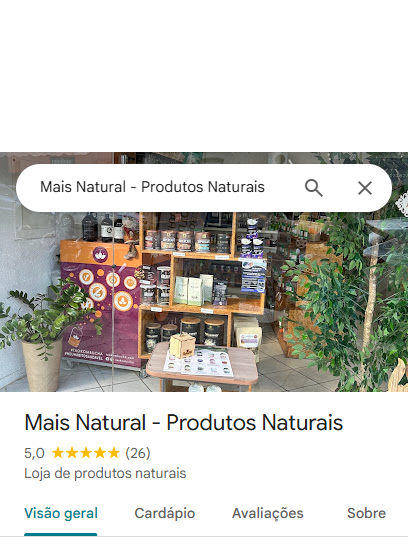 Mais Natural - Produtos Naturais
Mais Natural - Produtos Naturais
5,0 ★★★★★ (26)
Loja de produtos naturais
Visão geral Cardápio Avaliações Sobre